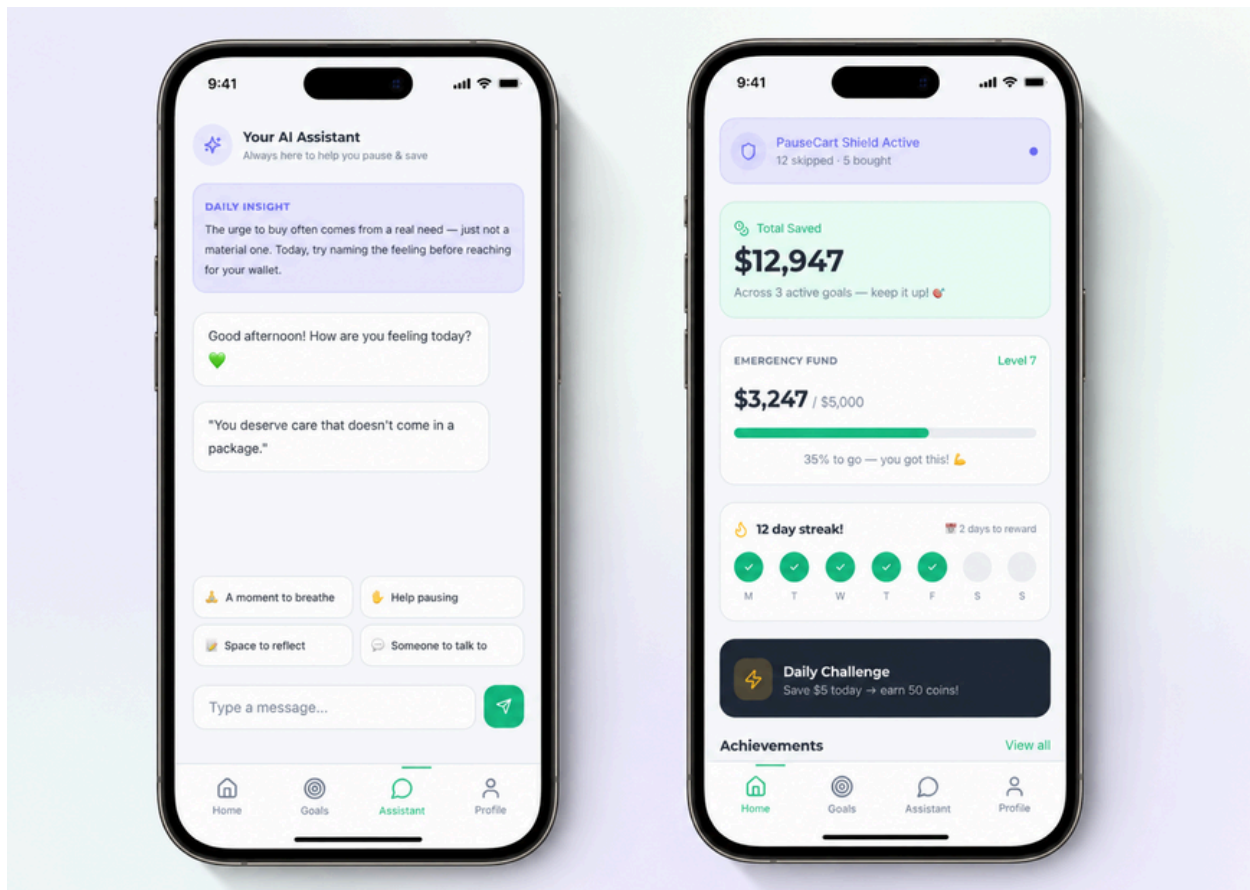 9:41
Your AI Assistant
Always here to help you pause & save
DAILY INSIGHT
The urge to buy often comes from a real need — just not a
material one. Today, try naming the feeling before reaching
for your wallet.
Good afternoon! How are you feeling today?
💚
"You deserve care that doesn't come in a
package."
🙏 A moment to breathe
✋ Help pausing
📝 Space to reflect
💬 Someone to talk to
Type a message...
Home
Goals
Assistant
Profile
9:41
PauseCart Shield Active
12 skipped · 5 bought
Total Saved
$12,947
Across 3 active goals — keep it up! 🎯
EMERGENCY FUND
Level 7
$3,247 / $5,000
35% to go — you got this! 💪
12 day streak!
📅 2 days to reward
M T W T F S S
Daily Challenge
Save $5 today → earn 50 coins!
Achievements
View all
Home
Goals
Assistant
Profile